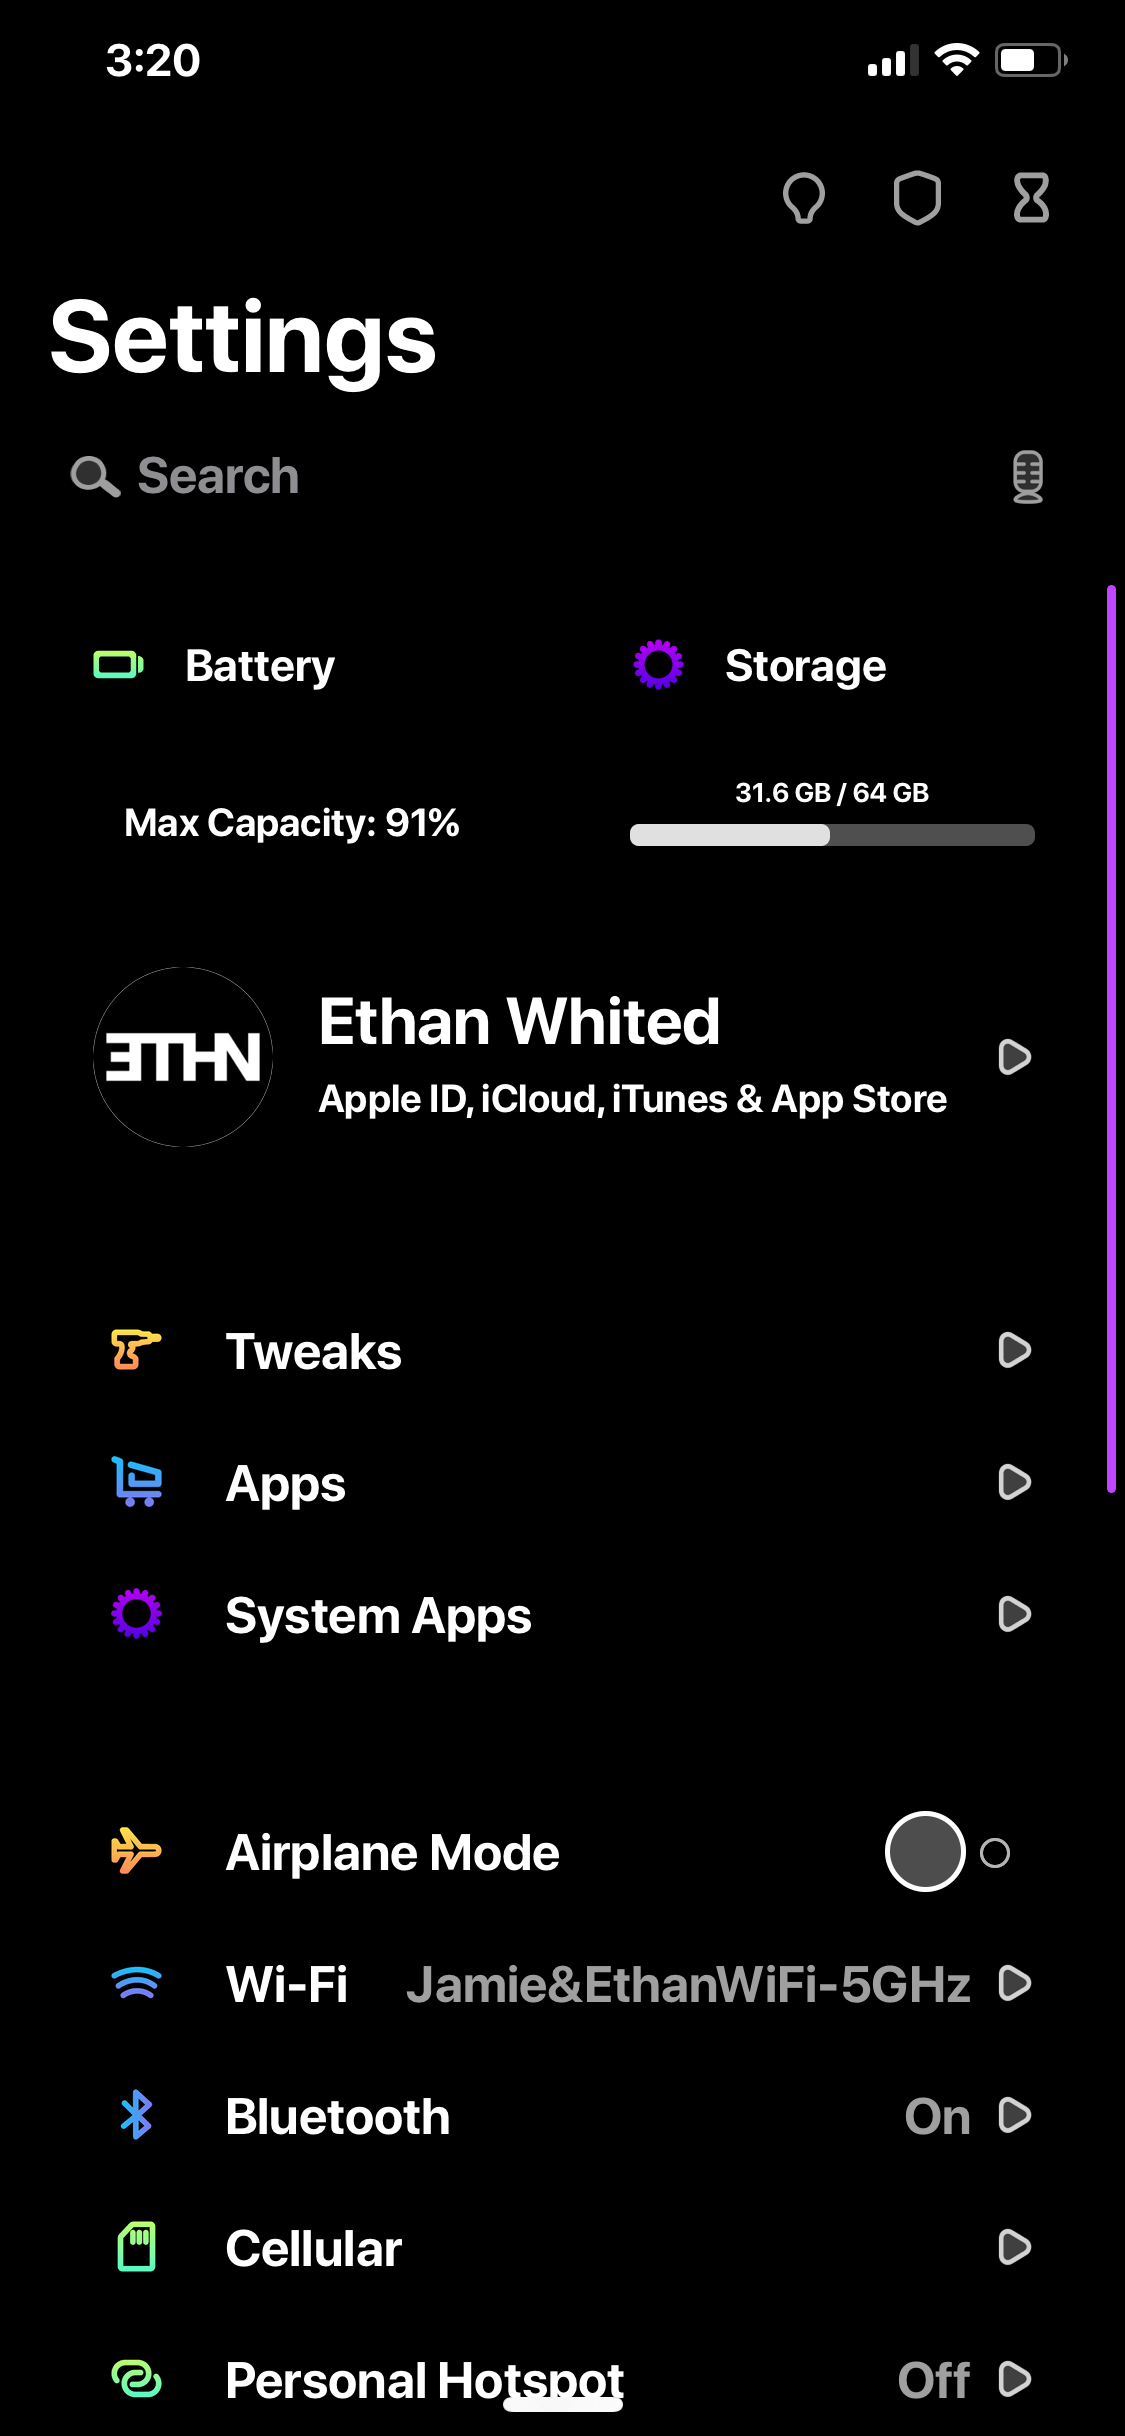 3:20
Settings
Search
Battery
Storage
Max Capacity: 91%
31.6 GB / 64 GB
ETHN
Ethan Whited
Apple ID, iCloud, iTunes & App Store
Tweaks
Apps
System Apps
Airplane Mode
Wi-Fi Jamie&EthanWiFi-5GHz
Bluetooth On
Cellular
Personal Hotspot Off